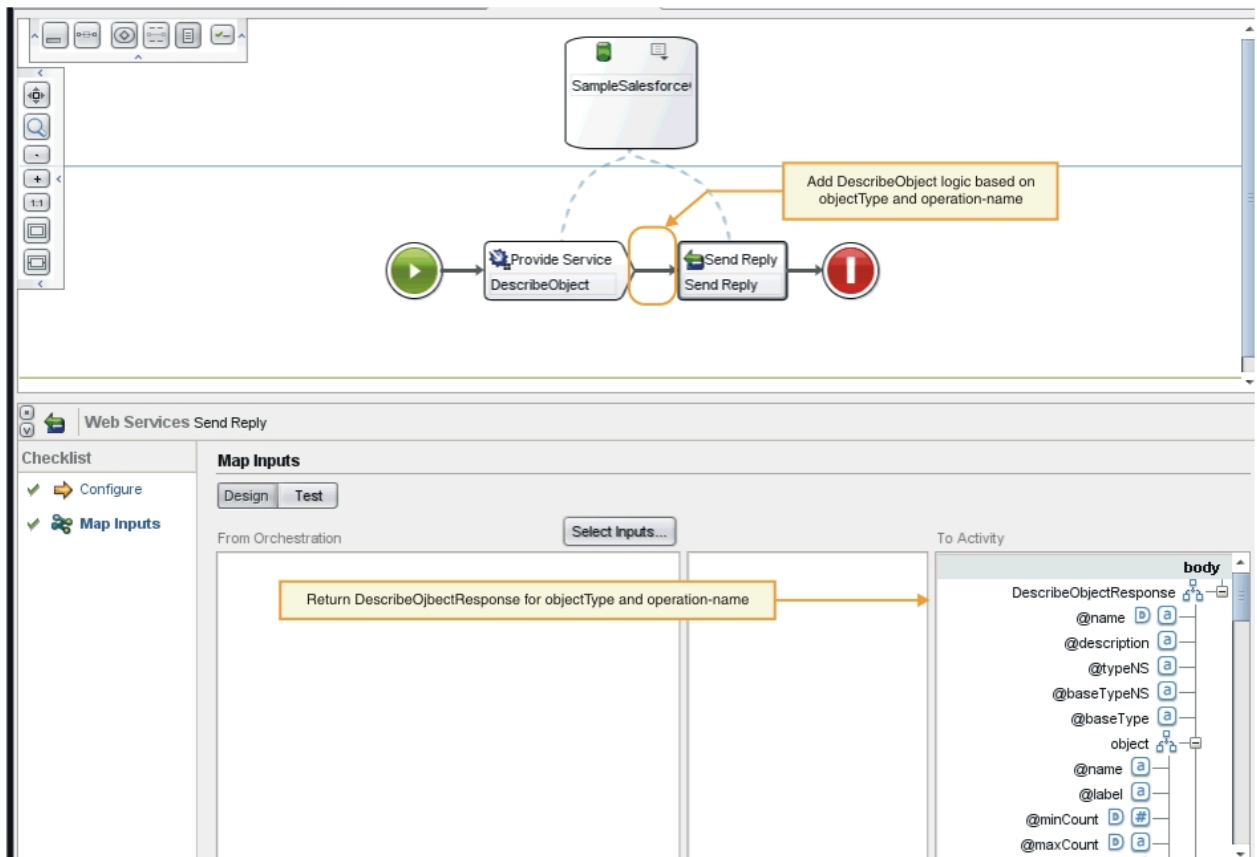 SampleSalesforce
Add DescribeObject logic based on
objectType and operation-name
1:1
Provide Service
DescribeObject
Send Reply
Send Reply
Web Services Send Reply
Checklist
Configure
Map Inputs
Map Inputs
Design
Test
From Orchestration
Select Inputs...
To Activity
body
Return DescribeOjbectResponse for objectType and operation-name
DescribeObjectResponse
@name D a
@description a
@typeNS a
@baseTypeNS a
@baseType a
object
@name a
@label a
@minCount D #
@maxCount D a